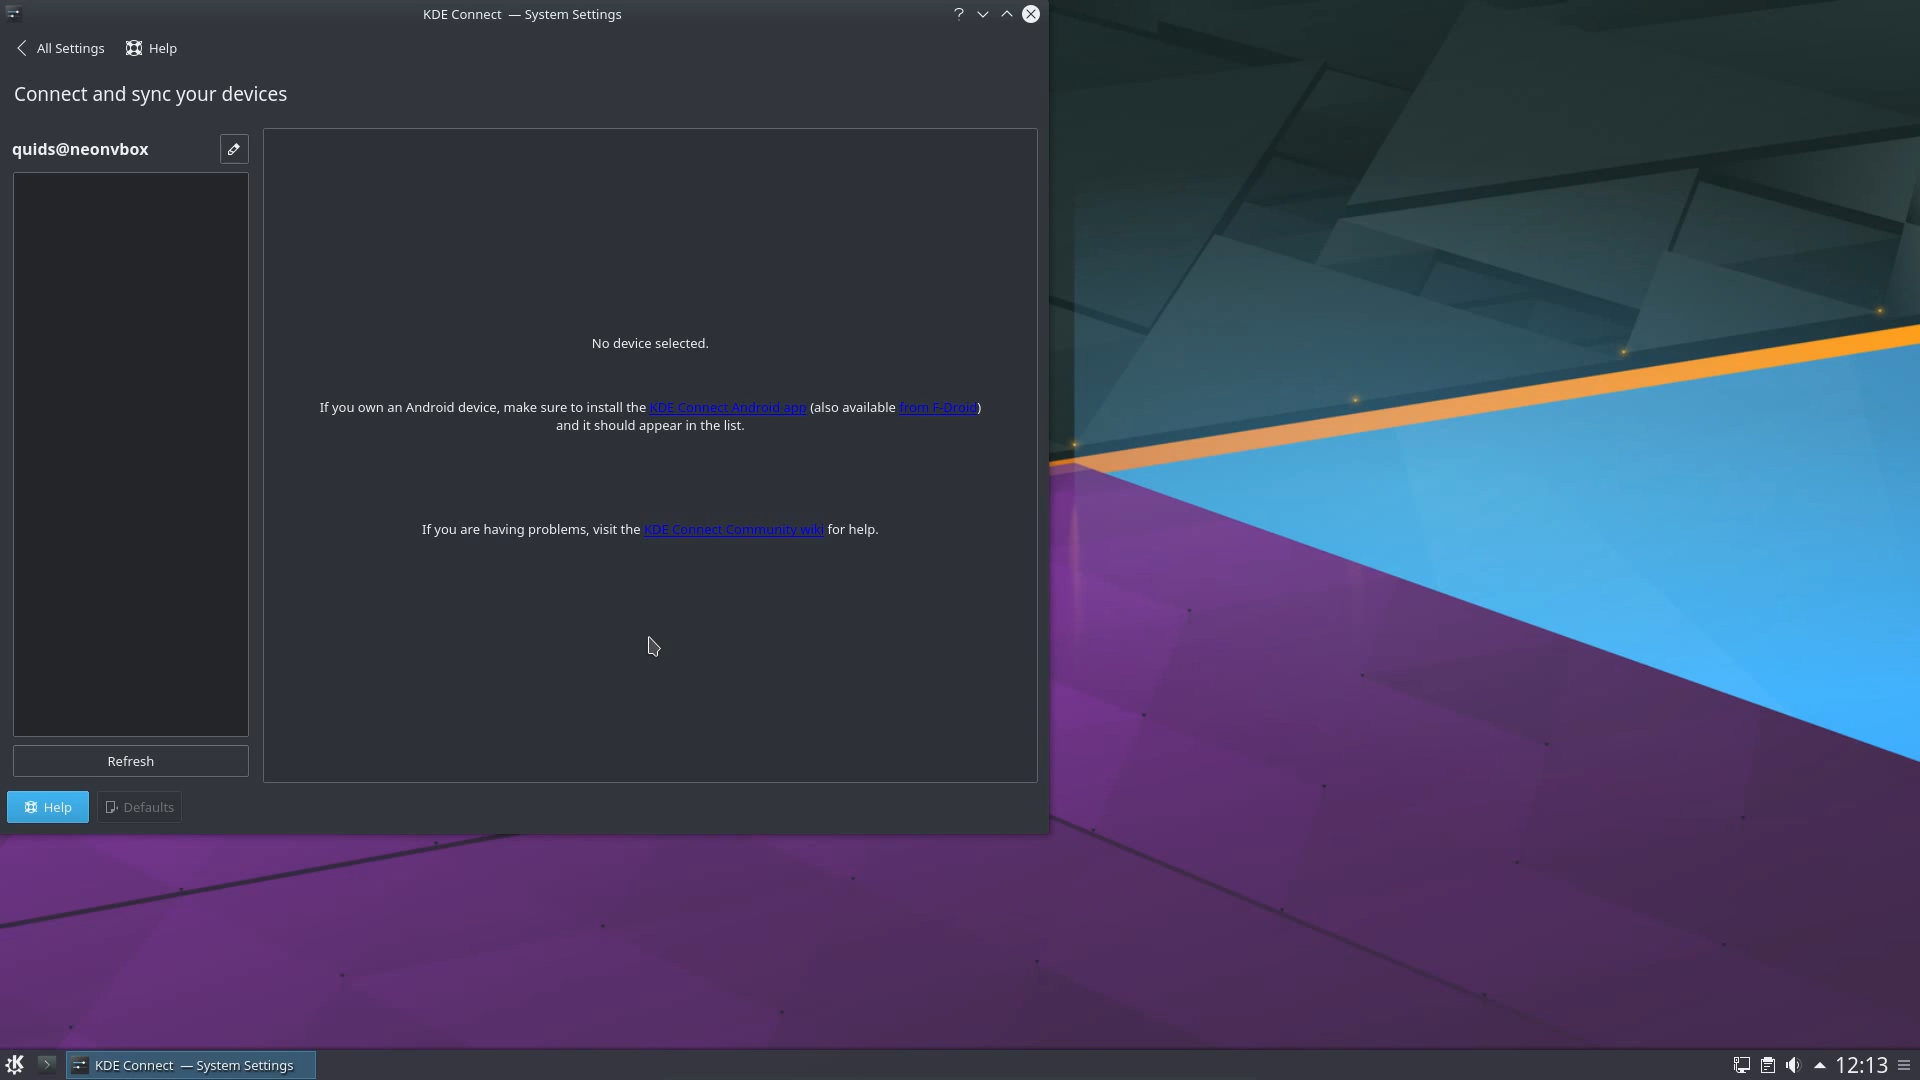 KDE Connect — System Settings
All Settings
Help
Connect and sync your devices
quids@neonvbox
No device selected.
If you own an Android device, make sure to install the KDE Connect Android app (also available from F-Droid)
and it should appear in the list.
If you are having problems, visit the KDE Connect Community wiki for help.
Refresh
Help
Defaults
KDE Connect — System Settings
12:13